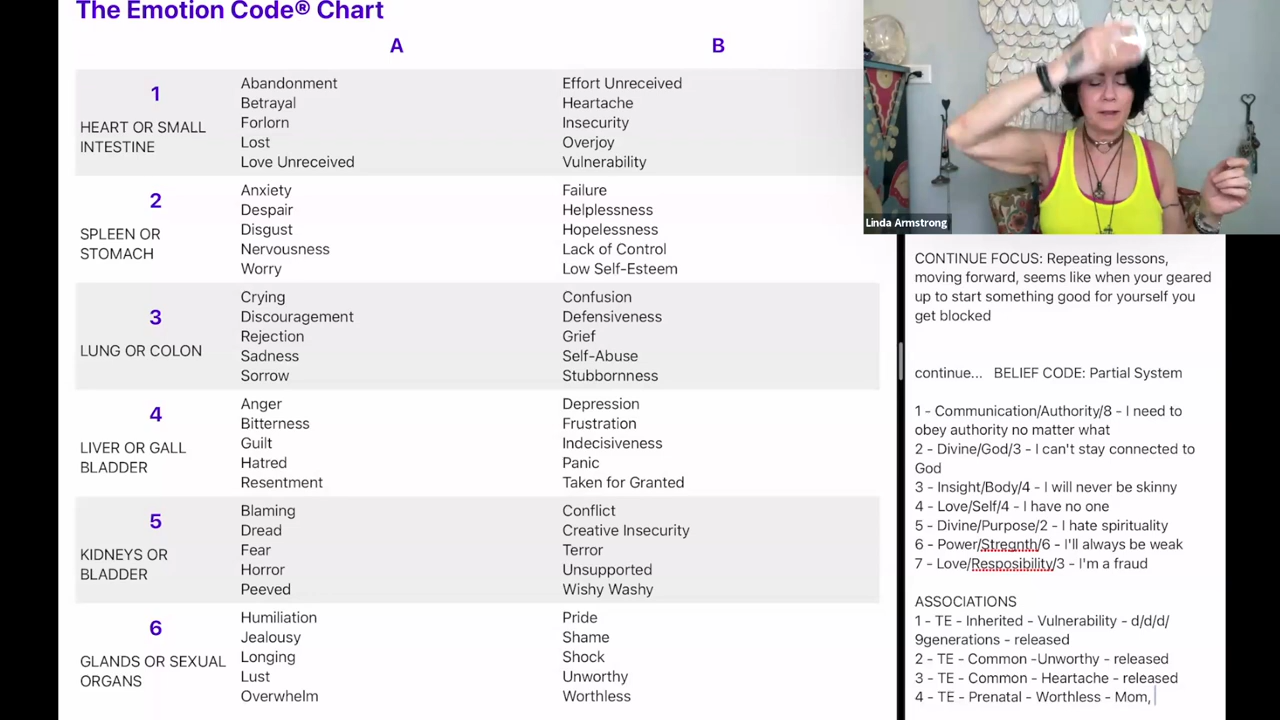 The Emotion Code® Chart
A
B
1
HEART OR SMALL
INTESTINE
Abandonment
Betrayal
Forlorn
Lost
Love Unreceived
Effort Unreceived
Heartache
Insecurity
Overjoy
Vulnerability
2
SPLEEN OR
STOMACH
Anxiety
Despair
Disgust
Nervousness
Worry
Failure
Helplessness
Hopelessness
Lack of Control
Low Self-Esteem
3
LUNG OR COLON
Crying
Discouragement
Rejection
Sadness
Sorrow
Confusion
Defensiveness
Grief
Self-Abuse
Stubbornness
4
LIVER OR GALL
BLADDER
Anger
Bitterness
Guilt
Hatred
Resentment
Depression
Frustration
Indecisiveness
Panic
Taken for Granted
5
KIDNEYS OR
BLADDER
Blaming
Dread
Fear
Horror
Peeved
Conflict
Creative Insecurity
Terror
Unsupported
Wishy Washy
6
GLANDS OR SEXUAL
ORGANS
Humiliation
Jealousy
Longing
Lust
Overwhelm
Pride
Shame
Shock
Unworthy
Worthless
Linda Armstrong
CONTINUE FOCUS: Repeating lessons,
moving forward, seems like when your geared
up to start something good for yourself you
get blocked
continue... BELIEF CODE: Partial System
1 - Communication/Authority/8 - I need to
obey authority no matter what
2 - Divine/God/3 - I can't stay connected to
God
3 - Insight/Body/4 - I will never be skinny
4 - Love/Self/4 - I have no one
5 - Divine/Purpose/2 - I hate spirituality
6 - Power/Stregnth/6 - I'll always be weak
7 - Love/Resposibility/3 - I'm a fraud
ASSOCIATIONS
1 - TE - Inherited - Vulnerability - d/d/d/
9generations - released
2 - TE - Common -Unworthy - released
3 - TE - Common - Heartache - released
4 - TE - Prenatal - Worthless - Mom,